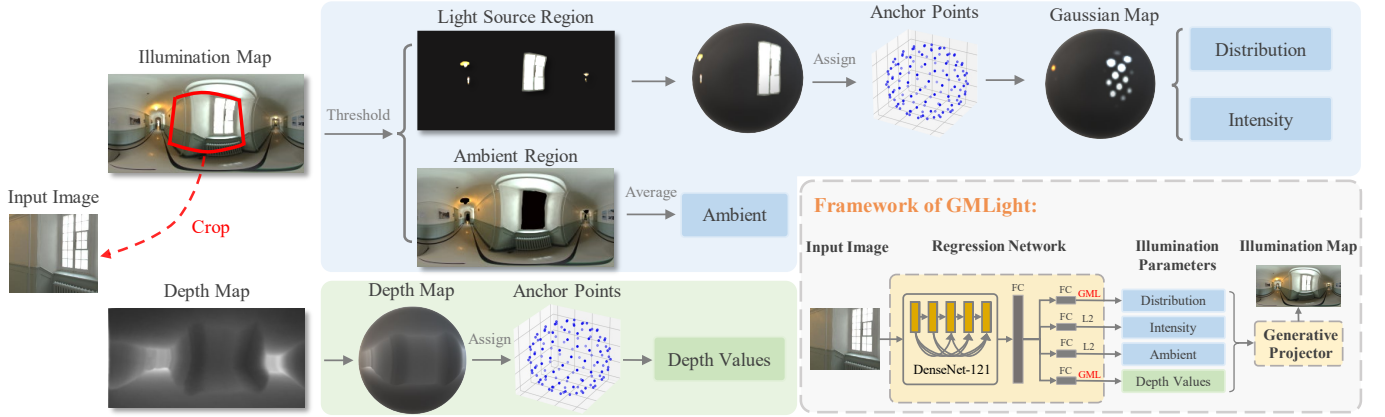 Illumination Map
Input Image
Crop
Depth Map
Threshold
Light Source Region
Ambient Region
Average
Ambient
Assign
Anchor Points
Gaussian Map
Distribution
Intensity
Depth Map
Assign
Anchor Points
Depth Values
Framework of GMLight:
Input Image
Regression Network
Illumination
Parameters
Illumination Map
DenseNet-121
FC
FC GML
FC L2
FC L2
FC GML
Distribution
Intensity
Ambient
Depth Values
Generative
Projector